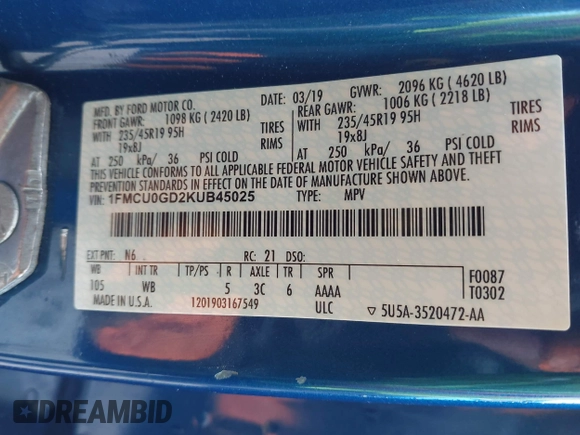 MFD. BY FORD MOTOR CO.
DATE: 03/19 GVWR: 2096 KG ( 4620 LB)
FRONT GAWR: 1098 KG ( 2420 LB)
REAR GAWR: 1006 KG ( 2218 LB)
WITH 235/45R19 95H TIRES
WITH 235/45R19 95H TIRES
19x8J RIMS
19x8J RIMS
AT 250 kPa/ 36 PSI COLD
AT 250 kPa/ 36 PSI COLD
CONFORMS TO ALL APPLICABLE FEDERAL MOTOR VEHICLE SAFETY AND THEFT
PREVENTION STANDARDS IN EFFECT ON THE DATE OF MANUFACTURE SHOWN ABOVE.
VIN: 1FMCU0GD2KUB45025 TYPE: MPV
EXT PNT: N6 RC: 21 DSO:
WB INT TR TP/PS R AXLE TR SPR
105 WB 5 3C 6 AAAA
F0087
T0302
MADE IN U.S.A. 1201903167549 ULC
5U5A-3520472-AA
DREAMBID